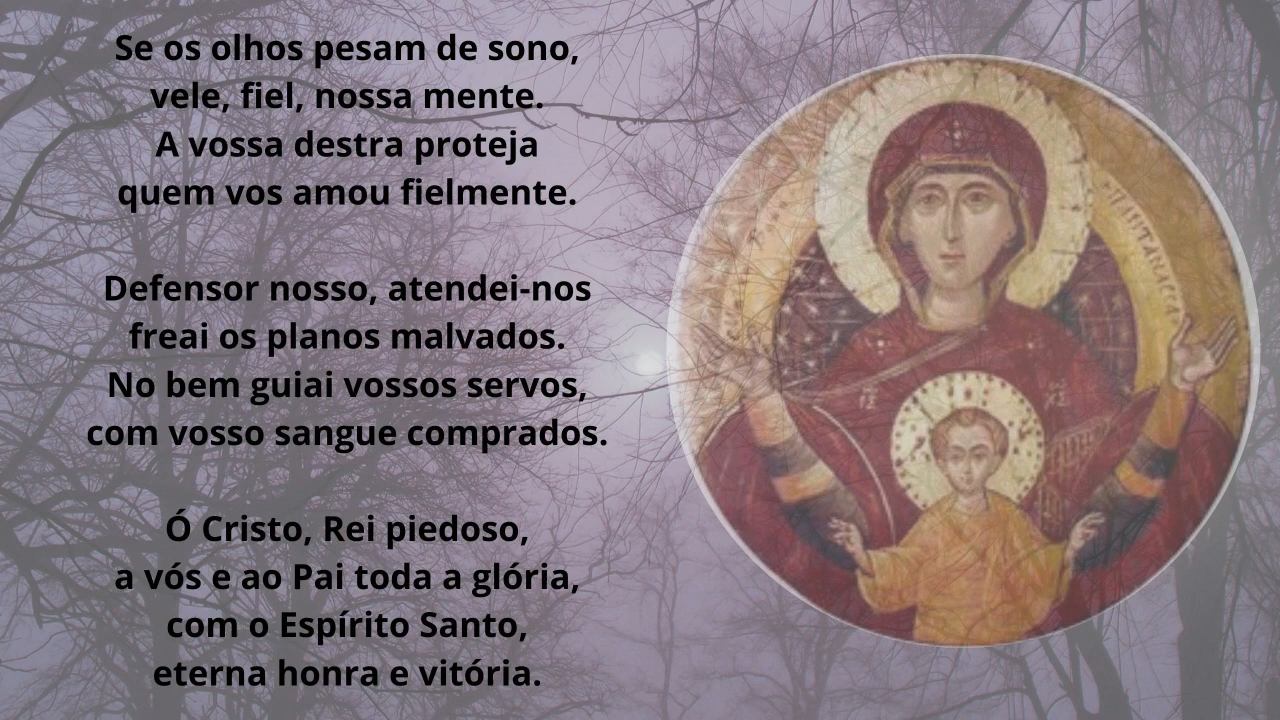 Se os olhos pesam de sono,
vele, fiel, nossa mente.
A vossa destra proteja
quem vos amou fielmente.
Defensor nosso, atendei-nos
freai os planos malvados.
No bem guiai vossos servos,
com vosso sangue comprados.
Ó Cristo, Rei piedoso,
a vós e ao Pai toda a glória,
com o Espírito Santo,
eterna honra e vitória.